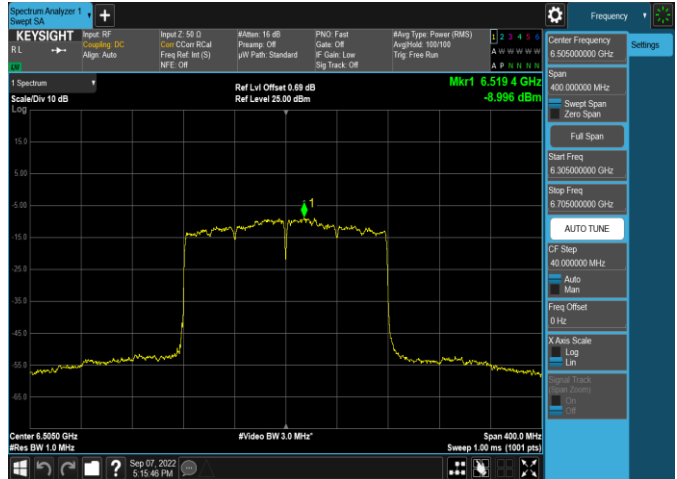 Spectrum Analyzer 1
Swept SA
Frequency
KEYSIGHT
Input: RF
Input Z: 50 Ω
#Atten: 16 dB
PNO: Fast
#Avg Type: Power (RMS)
1 2 3 4 5 6
RL
Coupling: DC
Corr CCorr RCal
Preamp: Off
Gate: Off
Avg|Hold: 100/100
A W W W W W
Align: Auto
Freq Ref: Int (S)
µW Path: Standard
IF Gain: Low
Trig: Free Run
NFE: Off
Sig Track: Off
A P N N N N
Settings
Center Frequency
6.505000000 GHz
Span
400.000000 MHz
Swept Span
Zero Span
Full Span
Start Freq
6.305000000 GHz
Stop Freq
6.705000000 GHz
AUTO TUNE
CF Step
40.000000 MHz
Auto
Man
Freq Offset
0 Hz
X Axis Scale
Log
Lin
Signal Track
(Span Zoom)
On
Off
1 Spectrum
Ref Lvl Offset 0.69 dB
Mkr1 6.519 4 GHz
Scale/Div 10 dB
Ref Level 25.00 dBm
-8.996 dBm
Log
15.0
5.00
-5.00
1
-15.0
-25.0
-35.0
-45.0
-55.0
-65.0
Center 6.5050 GHz
#Video BW 3.0 MHz*
Span 400.0 MHz
#Res BW 1.0 MHz
Sweep 1.00 ms (1001 pts)
Sep 07, 2022
5:15:46 PM